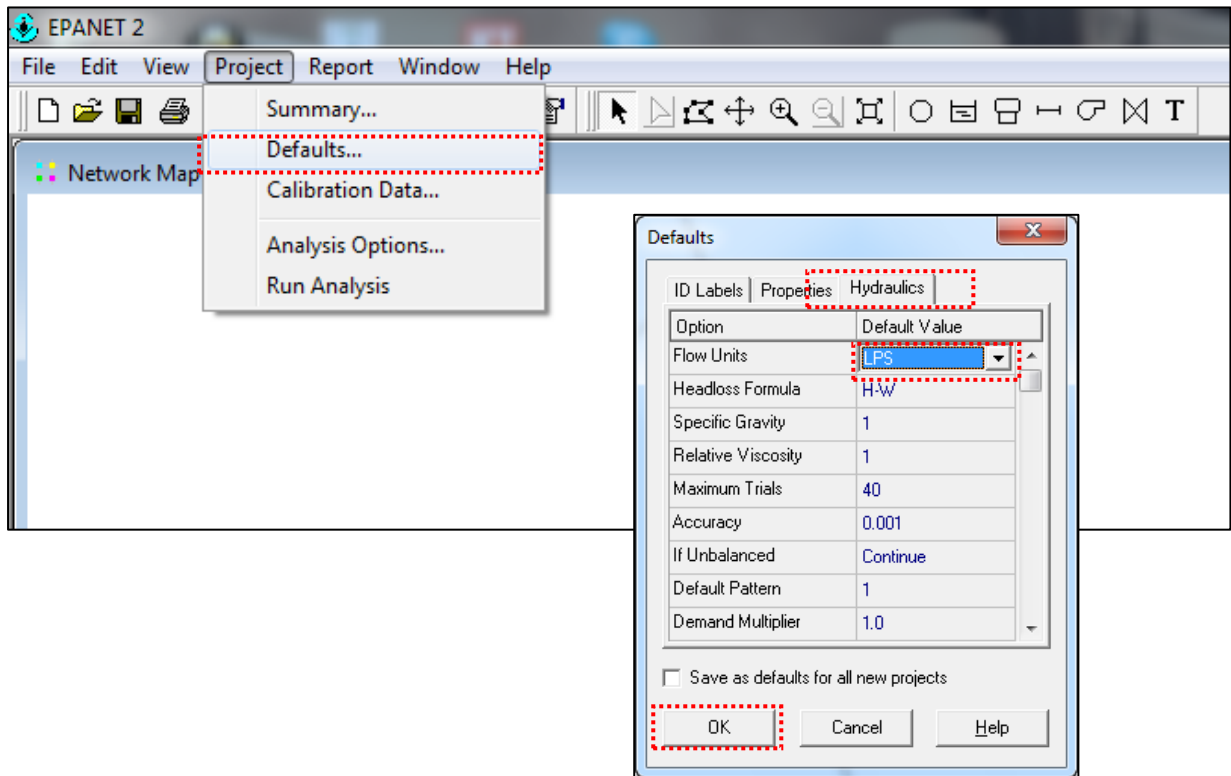 EPANET 2
File Edit View Project Report Window Help
T
Summary...
Defaults...
Network Map
Calibration Data...
Analysis Options...
Run Analysis
Defaults
ID Labels Properties Hydraulics
Option Default Value
Flow Units LPS
Headloss Formula H-W
Specific Gravity 1
Relative Viscosity 1
Maximum Trials 40
Accuracy 0.001
If Unbalanced Continue
Default Pattern 1
Demand Multiplier 1.0
Save as defaults for all new projects
OK Cancel Help